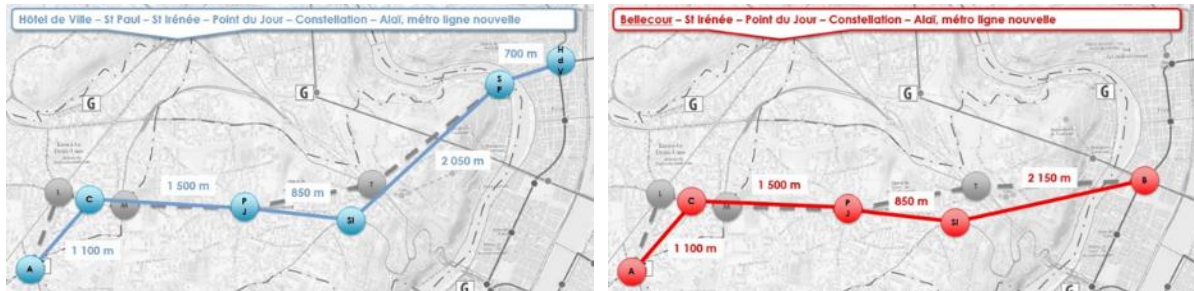 Hôtel de Ville – St Paul – St Irénée – Point du Jour – Constellation – Alaï, métro ligne nouvelle
H
d
V
700 m
S
P
G
G
2 050 m
L
C
1 500 m
M
P
J
850 m
T
SI
1 100 m
A
G
Bellecour – St Irénée – Point du Jour – Constellation – Alaï, métro ligne nouvelle
G
G
L
C
1 500 m
M
P
J
850 m
T
2 150 m
B
SI
1 100 m
A
G